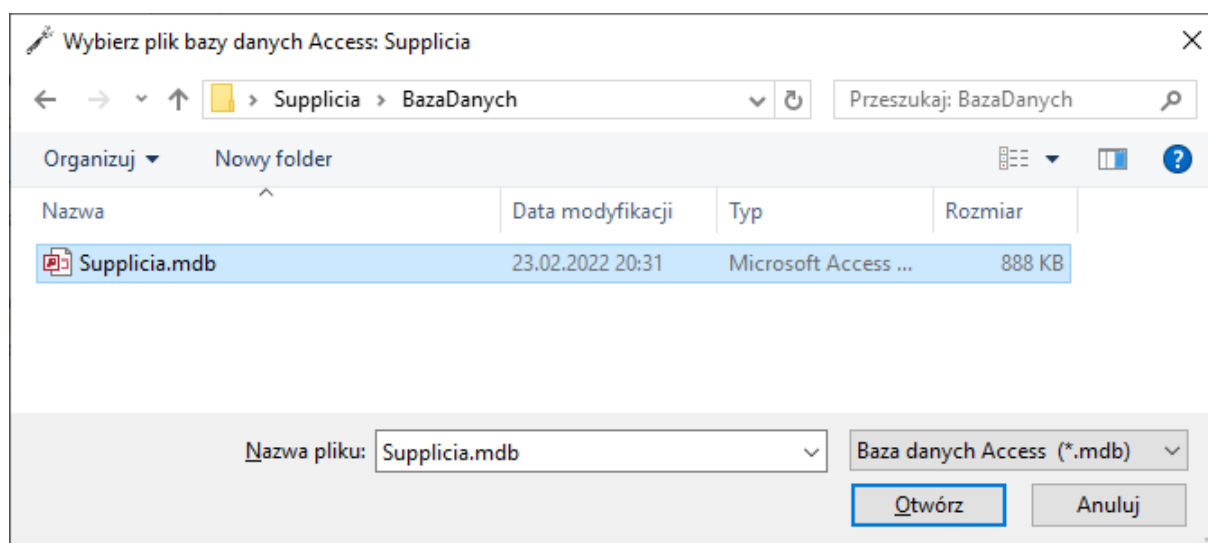 Wybierz plik bazy danych Access: Supplicia
Supplicia > BazaDanych Przeszukaj: BazaDanych
Organizuj Nowy folder ?
Nazwa Data modyfikacji Typ Rozmiar
Supplicia.mdb 23.02.2022 20:31 Microsoft Access ... 888 KB
Nazwa pliku: Supplicia.mdb Baza danych Access (*.mdb)
Otwórz Anuluj